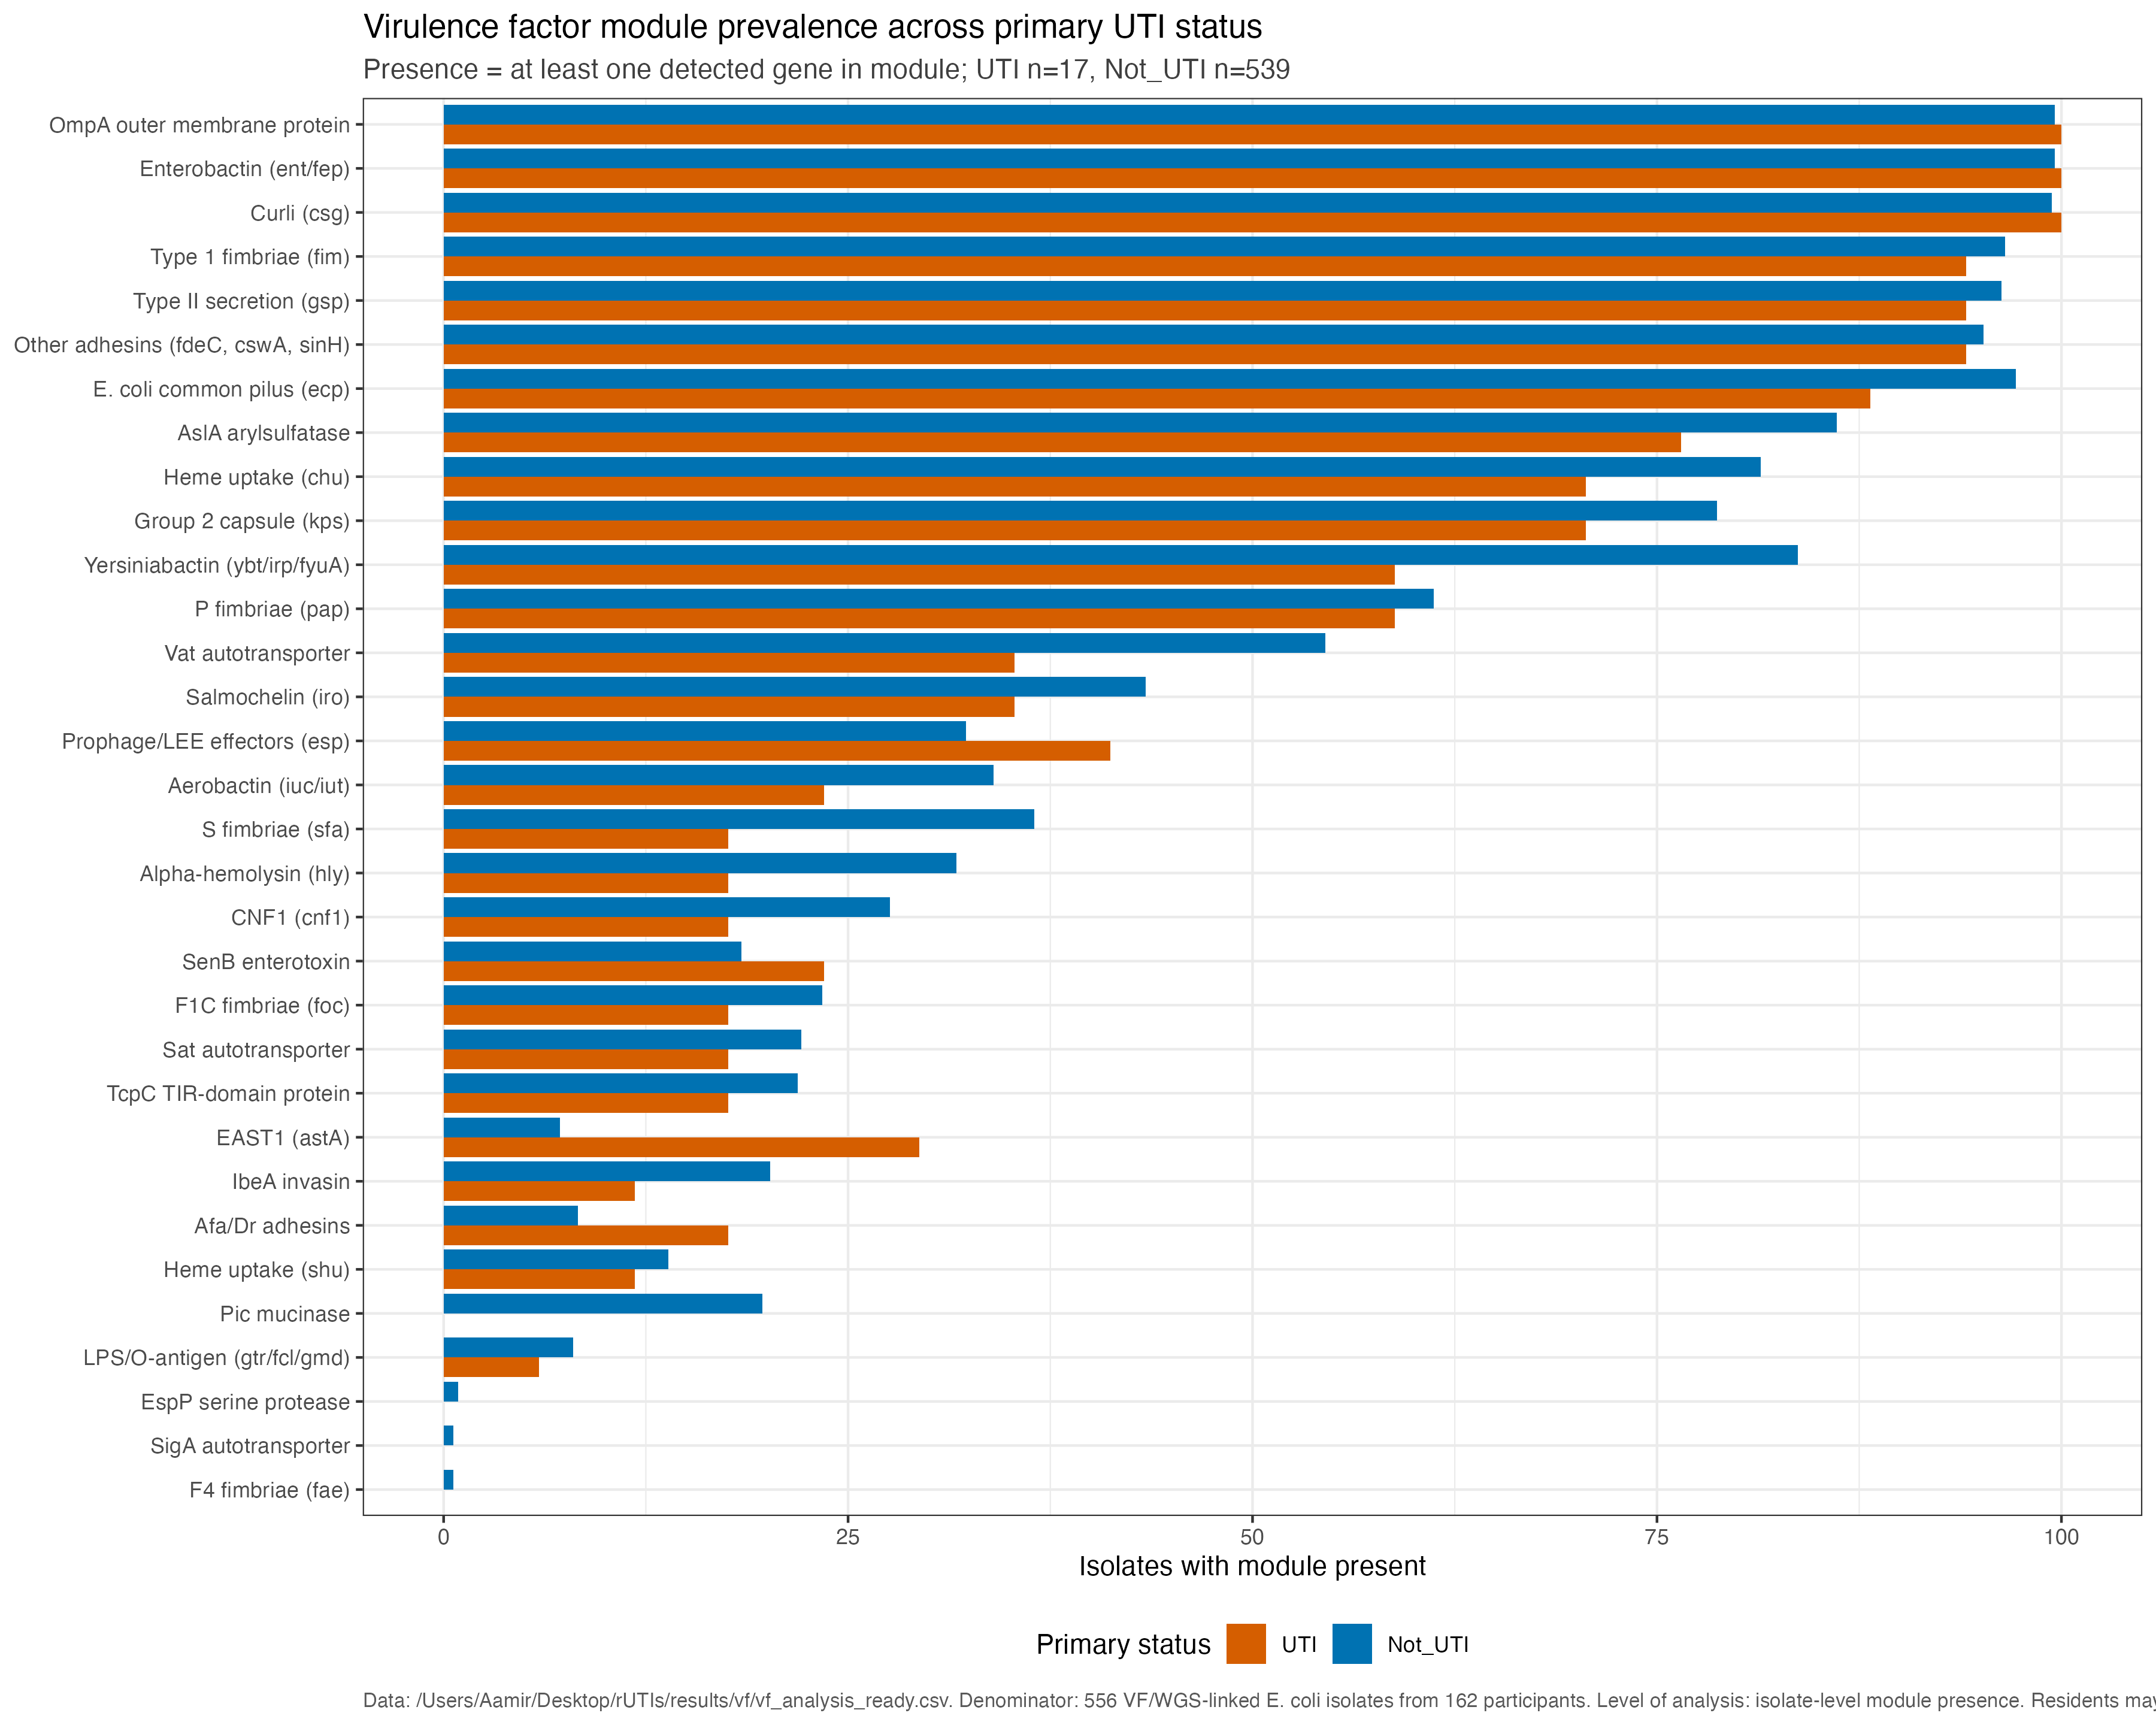 Virulence factor module prevalence across primary UTI status
Presence = at least one detected gene in module; UTI n=17, Not_UTI n=539
OmpA outer membrane protein
Enterobactin (ent/fep)
Curli (csg)
Type 1 fimbriae (fim)
Type II secretion (gsp)
Other adhesins (fdeC, cswA, sinH)
E. coli common pilus (ecp)
AslA arylsulfatase
Heme uptake (chu)
Group 2 capsule (kps)
Yersiniabactin (ybt/irp/fyuA)
P fimbriae (pap)
Vat autotransporter
Salmochelin (iro)
Prophage/LEE effectors (esp)
Aerobactin (iuc/iut)
S fimbriae (sfa)
Alpha-hemolysin (hly)
CNF1 (cnf1)
SenB enterotoxin
F1C fimbriae (foc)
Sat autotransporter
TcpC TIR-domain protein
EAST1 (astA)
IbeA invasin
Afa/Dr adhesins
Heme uptake (shu)
Pic mucinase
LPS/O-antigen (gtr/fcl/gmd)
EspP serine protease
SigA autotransporter
F4 fimbriae (fae)
0 25 50 75 100
Isolates with module present
Primary status UTI Not_UTI
Data: /Users/Aamir/Desktop/rUTIs/results/vf/vf_analysis_ready.csv. Denominator: 556 VF/WGS-linked E. coli isolates from 162 participants. Level of analysis: isolate-level module presence. Residents may